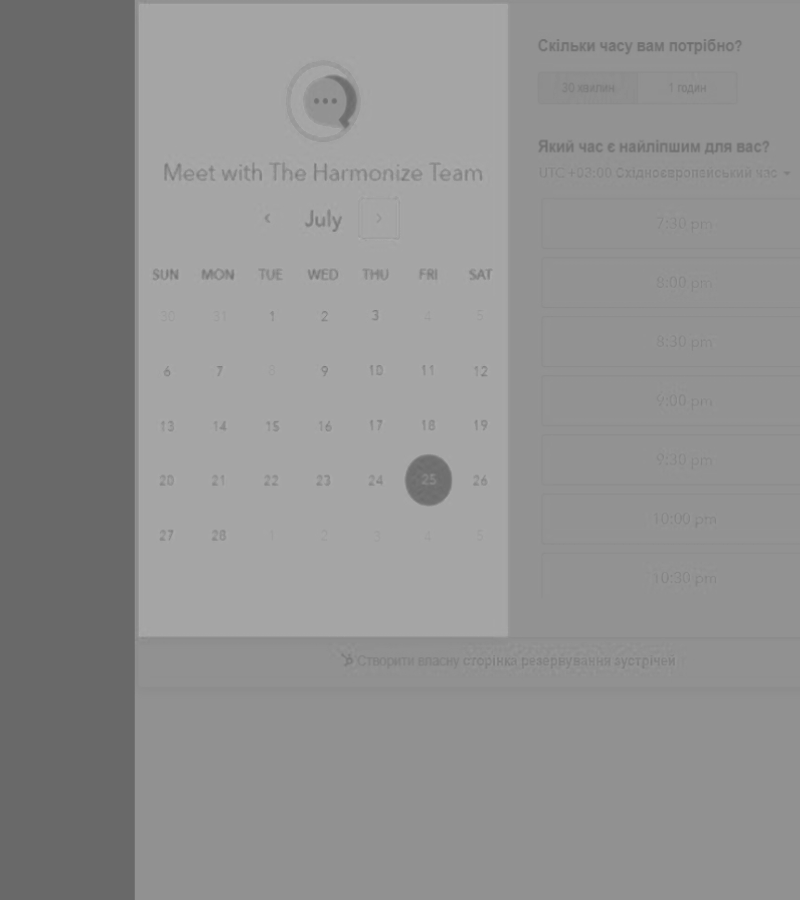 Meet with The Harmonize Team
July
SUN MON TUE WED THU FRI SAT
30 31 1 2 3 4 5
6 7 8 9 10 11 12
13 14 15 16 17 18 19
20 21 22 23 24 25 26
27 28 1 2 3 4 5
Скільки часу вам потрібно?
30 хвилин 1 годин
Який час є найліпшим для вас?
UTC +03:00 Східноєвропейський час
7:30 pm
8:00 pm
8:30 pm
9:00 pm
9:30 pm
10:00 pm
10:30 pm
Створити власну сторінка резервування зустрічей